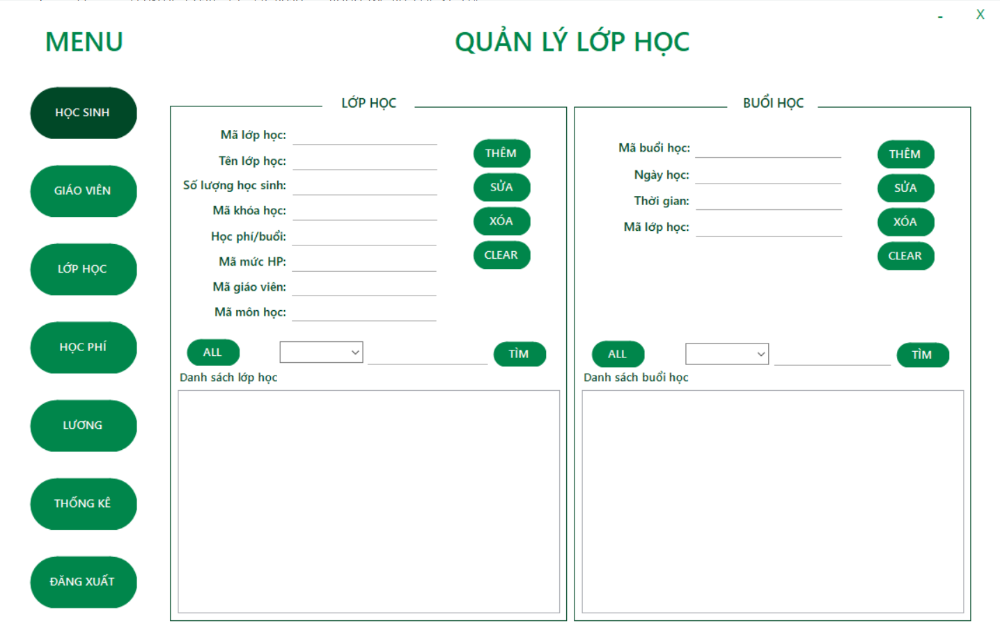 - X
MENU
QUẢN LÝ LỚP HỌC
HỌC SINH
GIÁO VIÊN
LỚP HỌC
HỌC PHÍ
LƯƠNG
THỐNG KÊ
ĐĂNG XUẤT
LỚP HỌC
Mã lớp học:
Tên lớp học:
Số lượng học sinh:
Mã khóa học:
Học phí/buổi:
Mã mức HP:
Mã giáo viên:
Mã môn học:
THÊM
SỬA
XÓA
CLEAR
ALL
TÌM
Danh sách lớp học
BUỔI HỌC
Mã buổi học:
Ngày học:
Thời gian:
Mã lớp học:
THÊM
SỬA
XÓA
CLEAR
ALL
TÌM
Danh sách buổi học